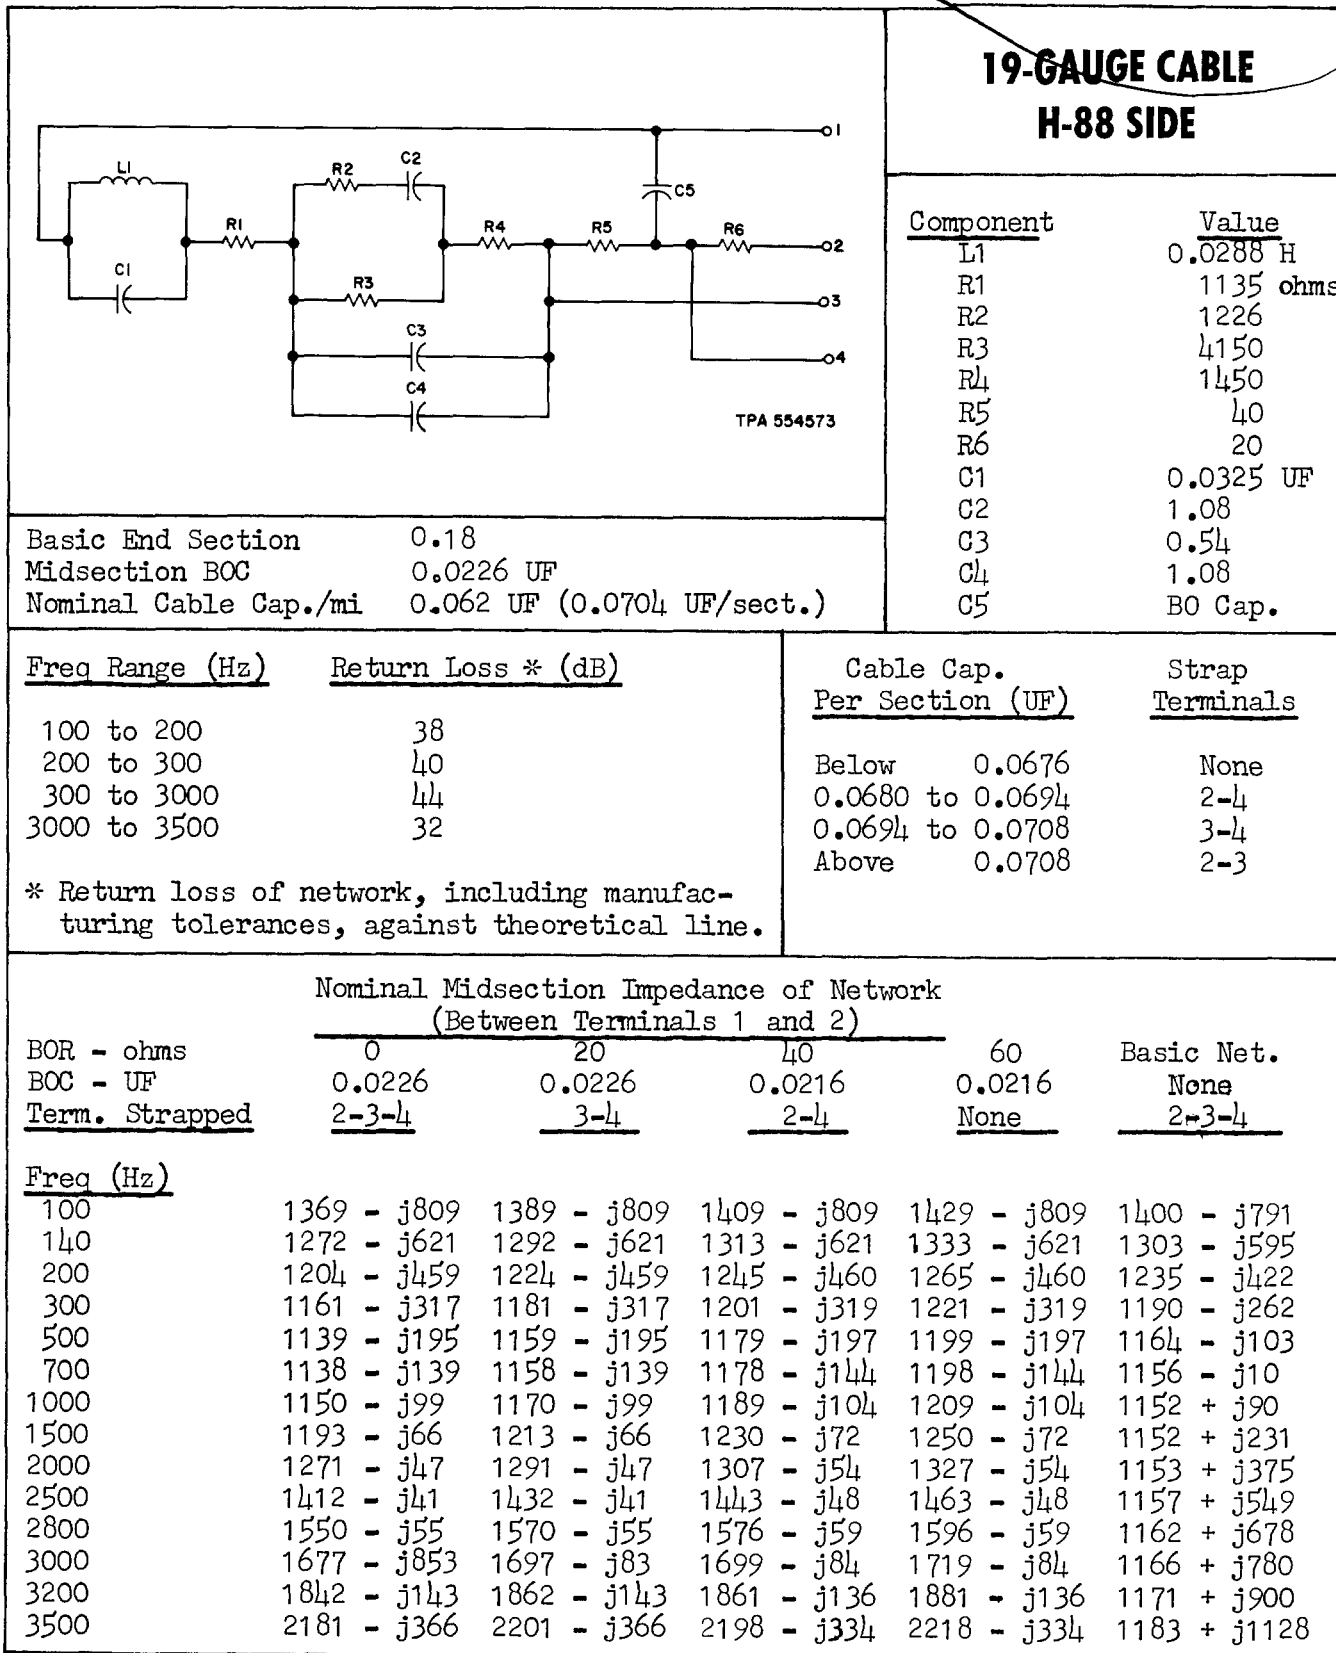 19-GAUGE CABLE
H-88 SIDE
L1
C1
R1
R2
C2
R3
C3
C4
R4
R5
C5
R6
1
2
3
4
TPA 554573
Component Value
L1 0.0288 H
R1 1135 ohms
R2 1226
R3 4150
R4 1450
R5 40
R6 20
C1 0.0325 UF
C2 1.08
C3 0.54
C4 1.08
C5 BO Cap.
Basic End Section 0.18
Midsection BOC 0.0226 UF
Nominal Cable Cap./mi 0.062 UF (0.0704 UF/sect.)
Freq Range (Hz) Return Loss * (dB)
100 to 200 38
200 to 300 40
300 to 3000 44
3000 to 3500 32
* Return loss of network, including manufac-
turing tolerances, against theoretical line.
Cable Cap. Strap
Per Section (UF) Terminals
Below 0.0676 None
0.0680 to 0.0694 2-4
0.0694 to 0.0708 3-4
Above 0.0708 2-3
Nominal Midsection Impedance of Network
(Between Terminals 1 and 2)
BOR - ohms 0 20 40 60 Basic Net.
BOC - UF 0.0226 0.0226 0.0216 0.0216 None
Term. Strapped 2-3-4 3-4 2-4 None 2-3-4
Freq (Hz)
100 1369 - j809 1389 - j809 1409 - j809 1429 - j809 1400 - j791
140 1272 - j621 1292 - j621 1313 - j621 1333 - j621 1303 - j595
200 1204 - j459 1224 - j459 1245 - j460 1265 - j460 1235 - j422
300 1161 - j317 1181 - j317 1201 - j319 1221 - j319 1190 - j262
500 1139 - j195 1159 - j195 1179 - j197 1199 - j197 1164 - j103
700 1138 - j139 1158 - j139 1178 - j144 1198 - j144 1156 - j10
1000 1150 - j99 1170 - j99 1189 - j104 1209 - j104 1152 + j90
1500 1193 - j66 1213 - j66 1230 - j72 1250 - j72 1152 + j231
2000 1271 - j47 1291 - j47 1307 - j54 1327 - j54 1153 + j375
2500 1412 - j41 1432 - j41 1443 - j48 1463 - j48 1157 + j549
2800 1550 - j55 1570 - j55 1576 - j59 1596 - j59 1162 + j678
3000 1677 - j853 1697 - j83 1699 - j84 1719 - j84 1166 + j780
3200 1842 - j143 1862 - j143 1861 - j136 1881 - j136 1171 + j900
3500 2181 - j366 2201 - j366 2198 - j334 2218 - j334 1183 + j1128